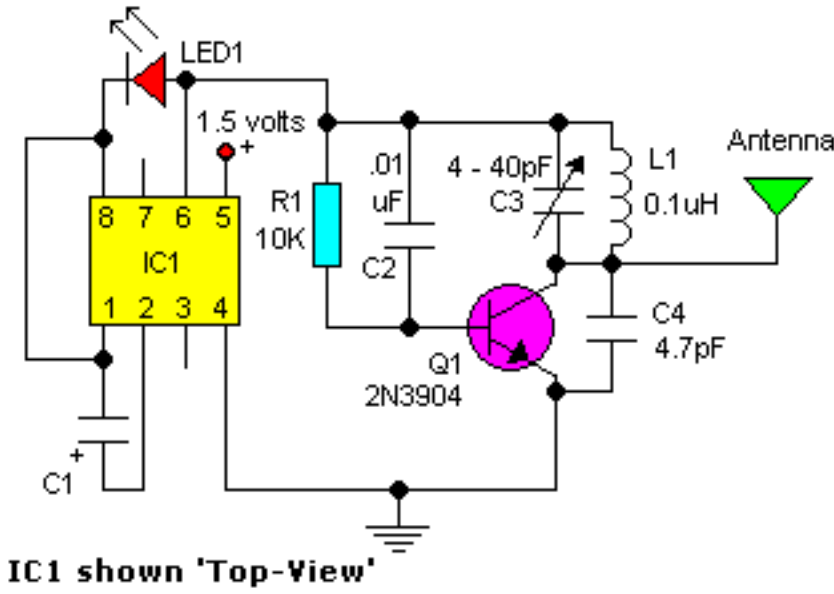 LED1
1.5 volts
+
Antenna
.01
uF
C2
4 - 40pF
C3
L1
0.1uH
R1
10K
8 7 6 5
IC1
1 2 3 4
Q1
2N3904
C4
4.7pF
+
C1
IC1 shown 'Top-View'